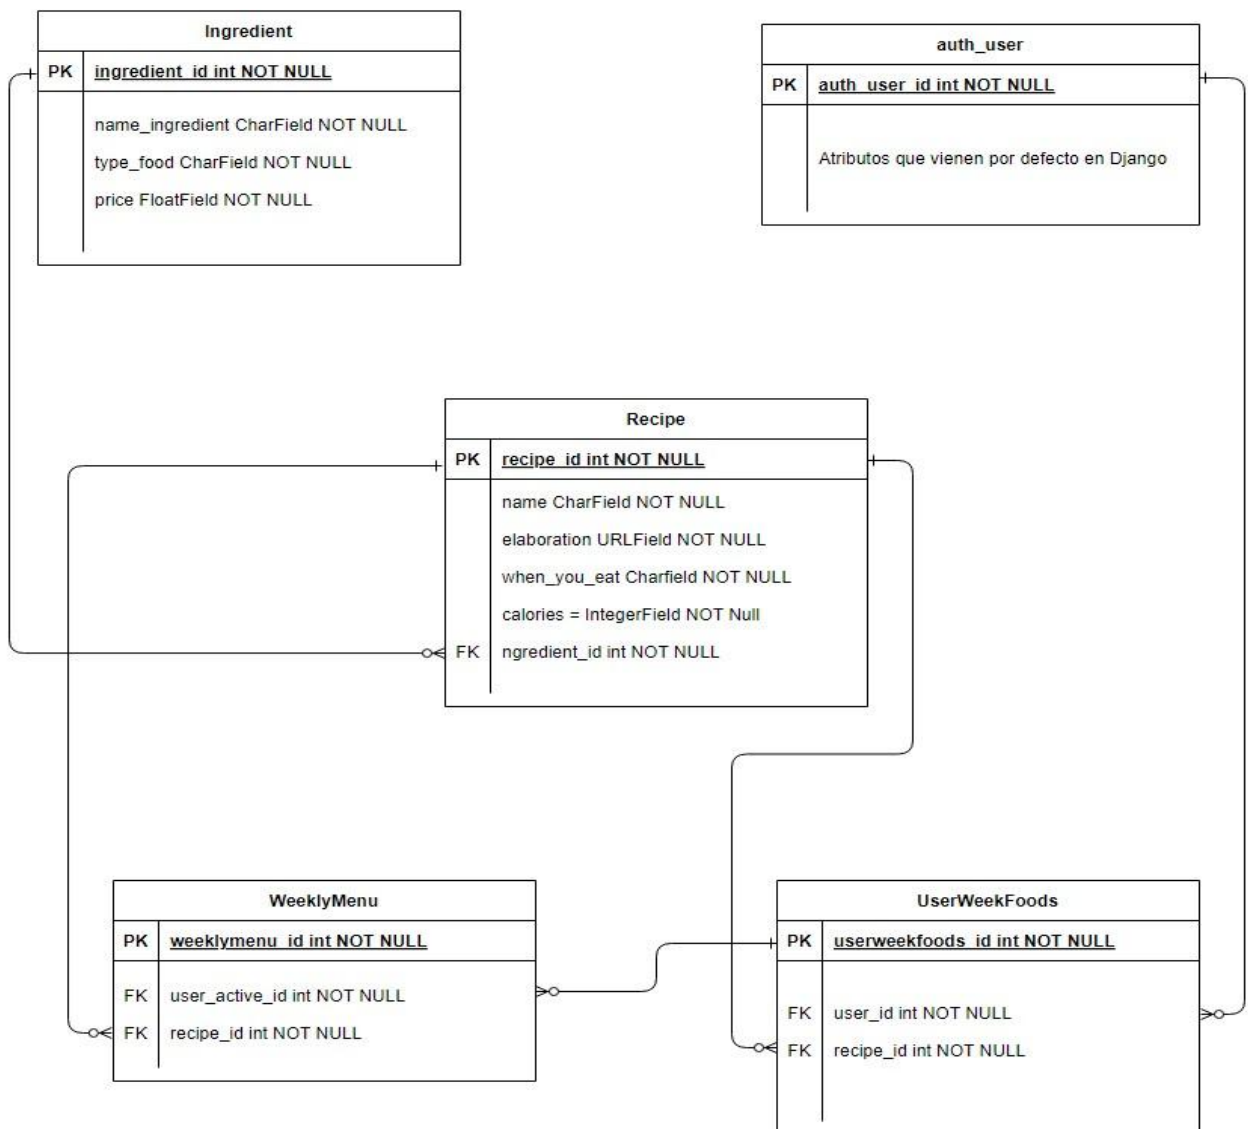 Ingredient
PK ingredient_id int NOT NULL
name_ingredient CharField NOT NULL
type_food CharField NOT NULL
price FloatField NOT NULL
auth_user
PK auth_user_id int NOT NULL
Atributos que vienen por defecto en Django
Recipe
PK recipe_id int NOT NULL
name CharField NOT NULL
elaboration URLField NOT NULL
when_you_eat Charfield NOT NULL
calories = IntegerField NOT Null
FK ngredient_id int NOT NULL
WeeklyMenu
PK weeklymenu_id int NOT NULL
FK user_active_id int NOT NULL
FK recipe_id int NOT NULL
UserWeekFoods
PK userweekfoods_id int NOT NULL
FK user_id int NOT NULL
FK recipe_id int NOT NULL